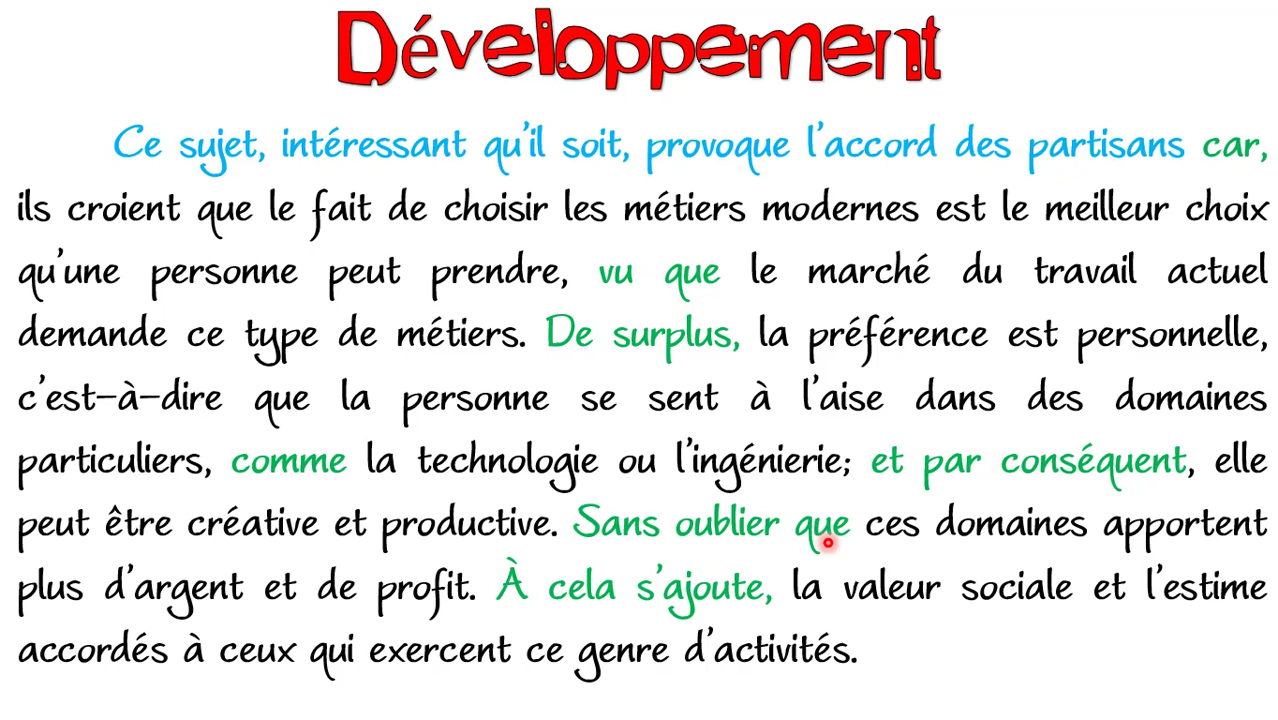 Développement
Ce sujet, intéressant qu'il soit, provoque l'accord des partisans car,
ils croient que le fait de choisir les métiers modernes est le meilleur choix
qu'une personne peut prendre, vu que le marché du travail actuel
demande ce type de métiers. De surplus, la préférence est personnelle,
c'est-à-dire que la personne se sent à l'aise dans des domaines
particuliers, comme la technologie ou l'ingénierie; et par conséquent, elle
peut être créative et productive. Sans oublier que ces domaines apportent
plus d'argent et de profit. À cela s'ajoute, la valeur sociale et l'estime
accordés à ceux qui exercent ce genre d'activités.